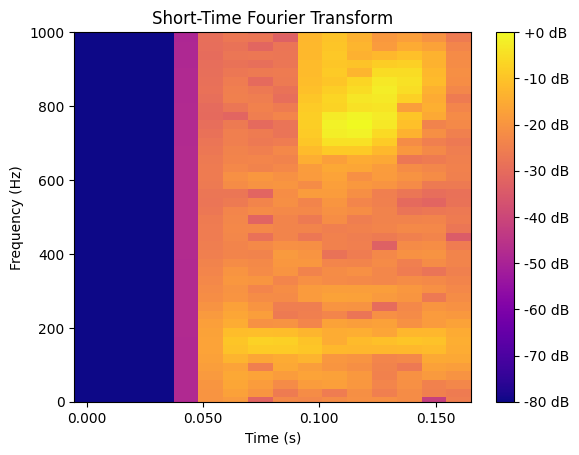 Short-Time Fourier Transform
1000
800
600
400
200
0
Frequency (Hz)
0.000
0.050
0.100
0.150
Time (s)
+0 dB
-10 dB
-20 dB
-30 dB
-40 dB
-50 dB
-60 dB
-70 dB
-80 dB